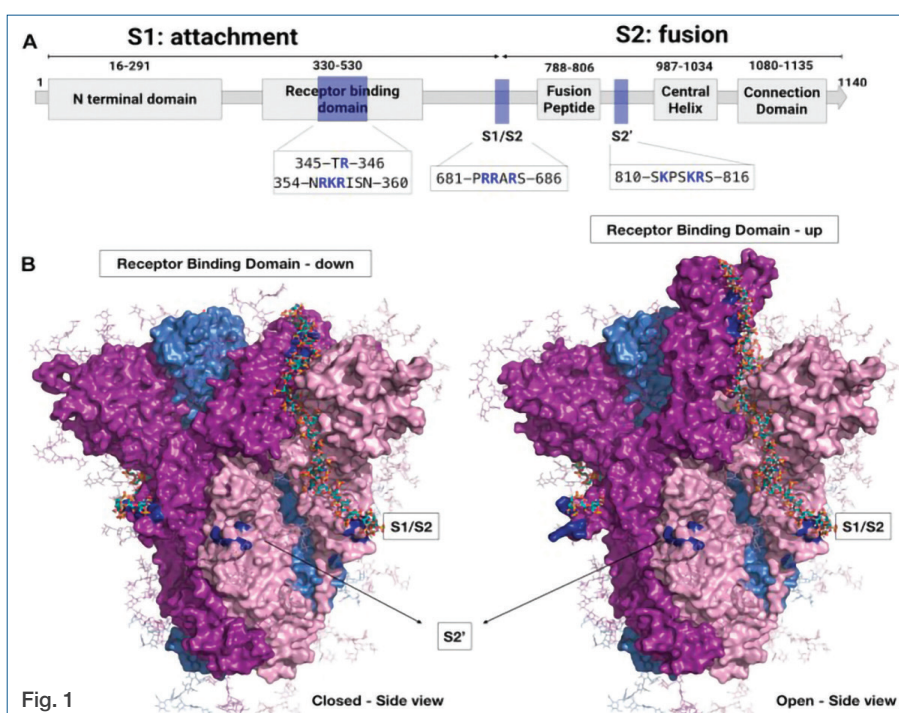 S1: attachment
S2: fusion
A
16-291
330-530
788-806
987-1034
1080-1135
1
1140
N terminal domain
Receptor binding
domain
Fusion
Peptide
Central
Helix
Connection
Domain
S1/S2
S2’
345-TR-346
354-NRKRISN-360
681-PRRARS-686
810-SKPSKRS-816
B
Receptor Binding Domain - down
Receptor Binding Domain - up
S1/S2
S1/S2
S2’
Fig. 1
Closed - Side view
Open - Side view